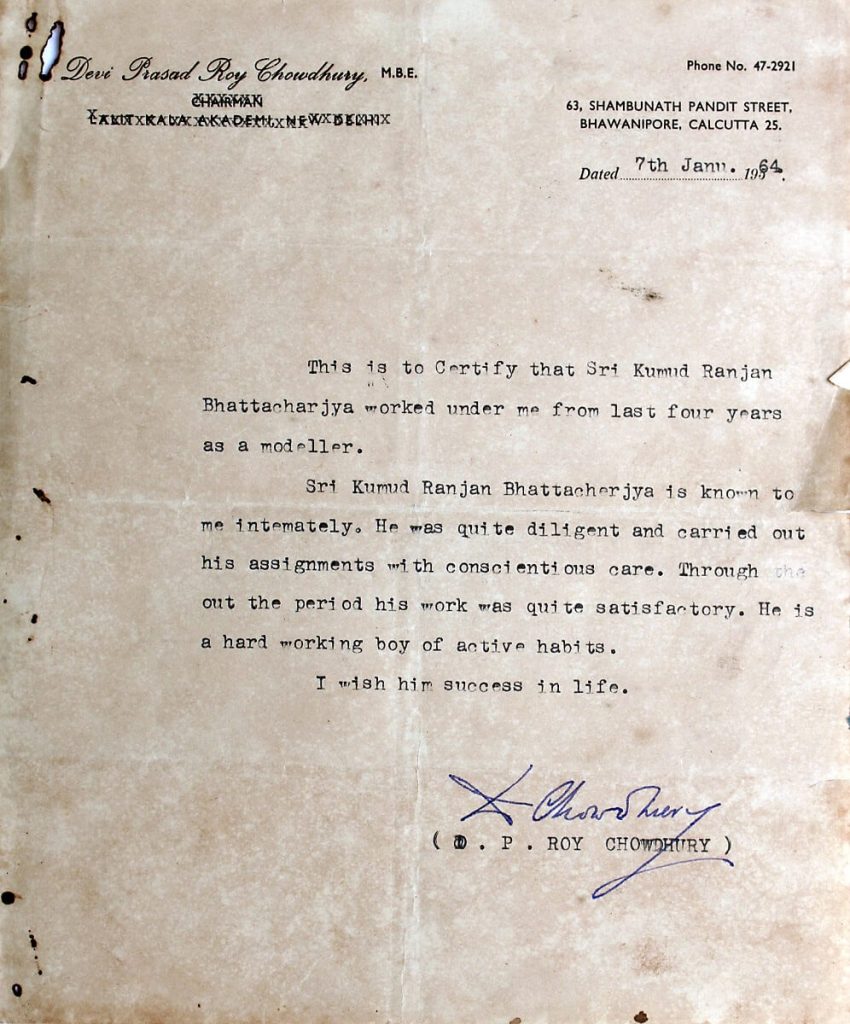 Devi Prasad Roy Chowdhury, M.B.E.
CHAIRMAN
LALIT KALA AKADEMI, NEW DELHI
Phone No. 47-2921
63, SHAMBUNATH PANDIT STREET,
BHAWANIPORE, CALCUTTA 25.
Dated 7th Janu. 1964.
This is to Certify that Sri Kumud Ranjan
Bhattacharjya worked under me from last four years
as a modeller.
Sri Kumud Ranjan Bhattacherjya is known to
me intemately. He was quite diligent and carried out
his assignments with conscientious care. Through the
out the period his work was quite satisfactory. He is
a hard working boy of active habits.
I wish him success in life.
Chowdhury
( D. P. ROY CHOWDHURY )